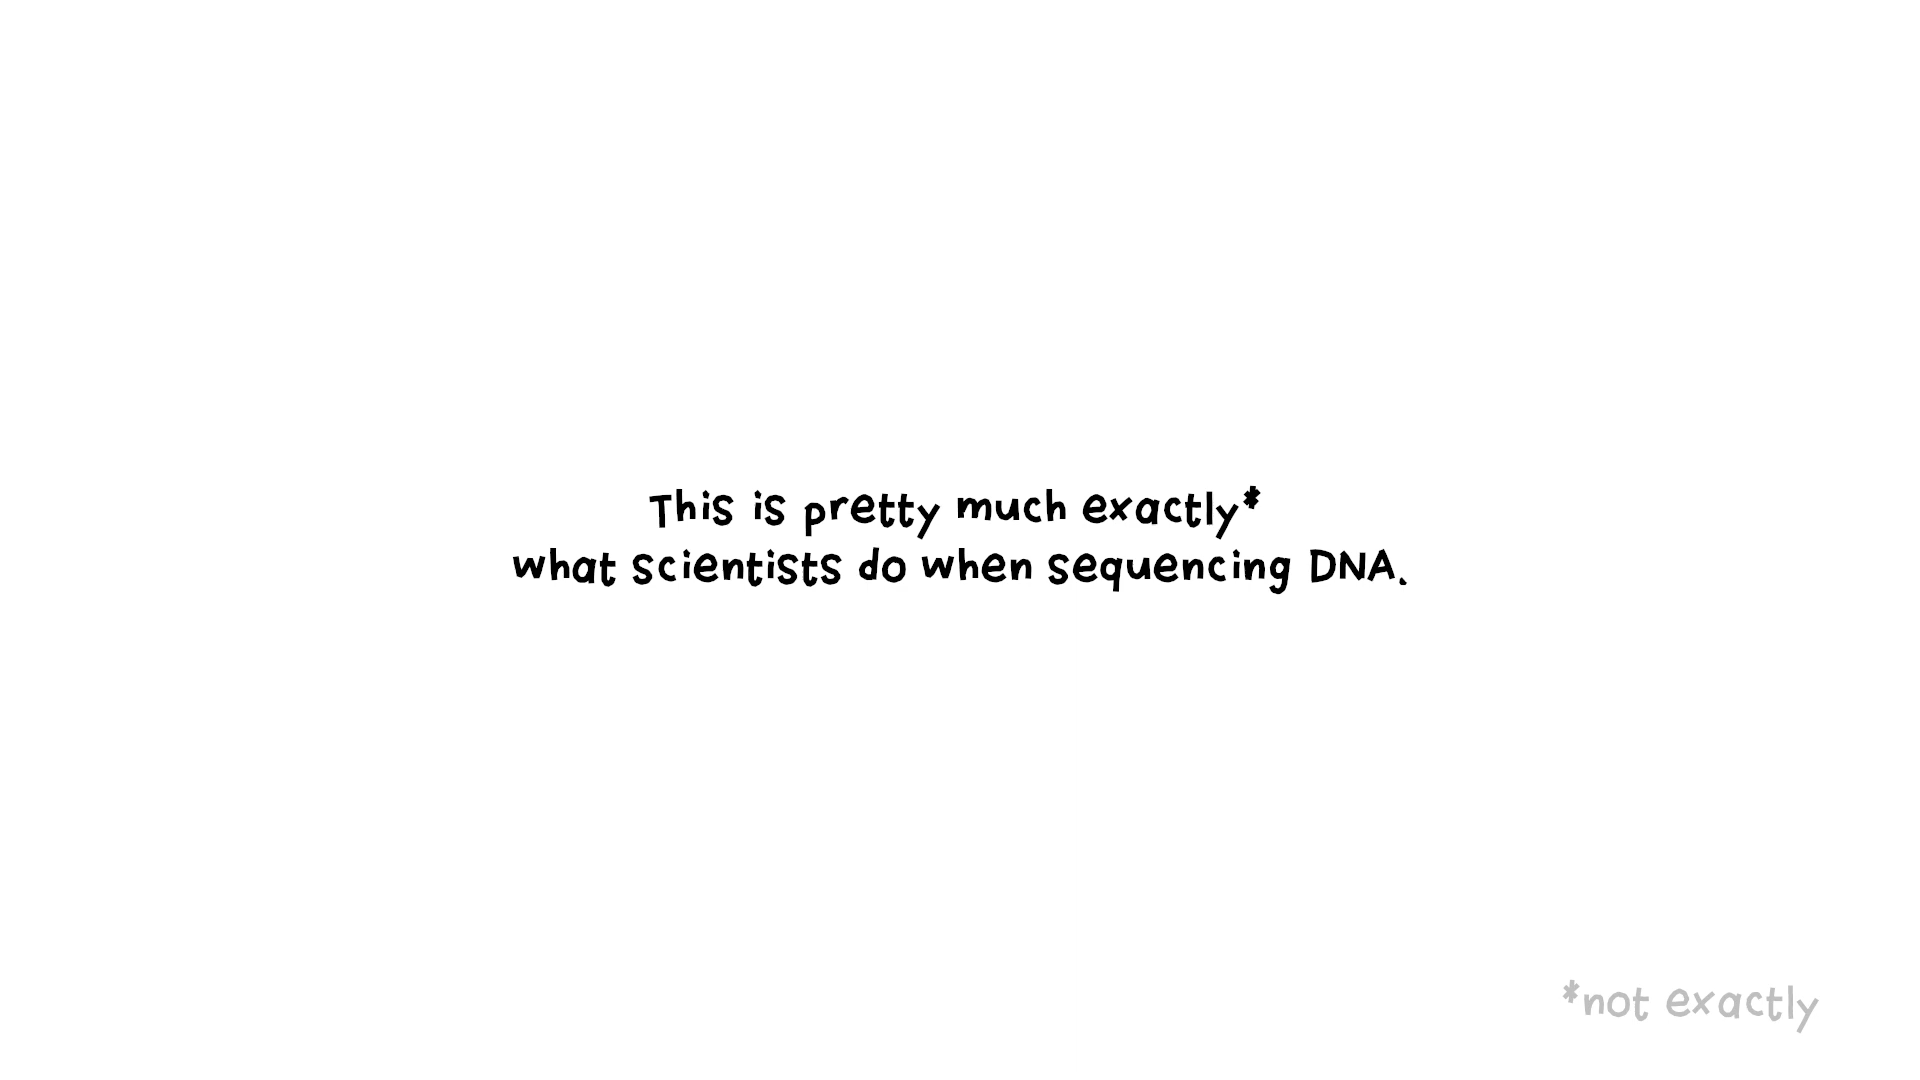 This is pretty much exactly*
what scientists do when sequencing DNA.
*not exactly